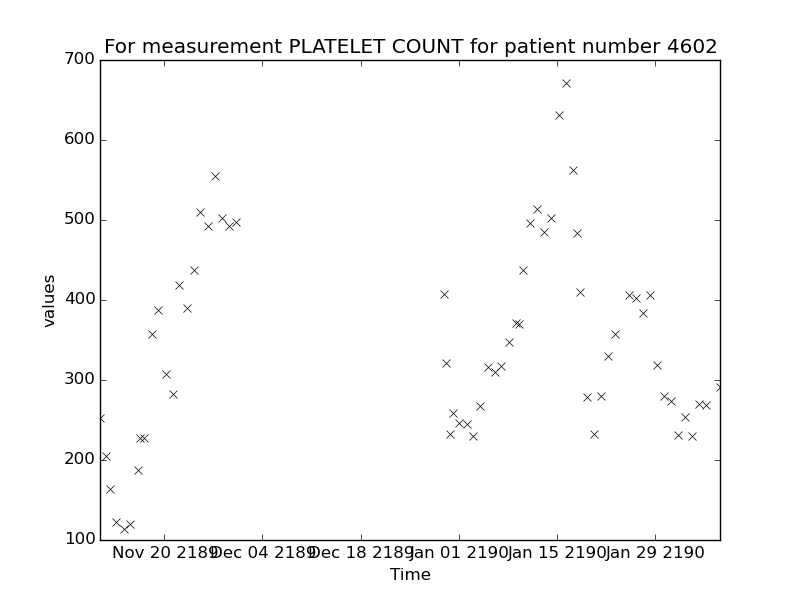 For measurement PLATELET COUNT for patient number 4602
700
600
500
400
300
200
100
values
Nov 20 2189 Dec 04 2189 Dec 18 2189 Jan 01 2190 Jan 15 2190 Jan 29 2190
Time